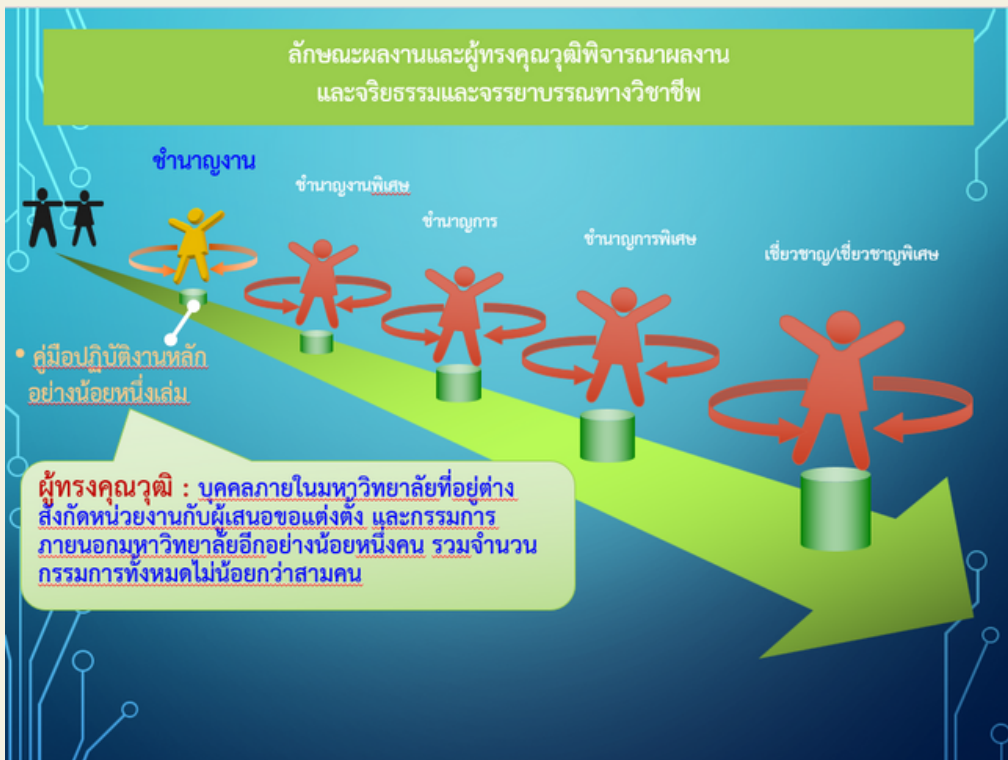 ลักษณะผลงานและผู้ทรงคุณวุฒิพิจารณาผลงาน
และจริยธรรมและจรรยาบรรณทางวิชาชีพ
ชำนาญงาน
ชำนาญงานพิเศษ
ชำนาญการ
ชำนาญการพิเศษ
เชี่ยวชาญ/เชี่ยวชาญพิเศษ
• คู่มือปฏิบัติงานหลัก
อย่างน้อยหนึ่งเล่ม
ผู้ทรงคุณวุฒิ : บุคคลภายในมหาวิทยาลัยที่อยู่ต่าง
สังกัดหน่วยงานกับผู้เสนอขอแต่งตั้ง และกรรมการ
ภายนอกมหาวิทยาลัยอีกอย่างน้อยหนึ่งคน รวมจำนวน
กรรมการทั้งหมดไม่น้อยกว่าสามคน